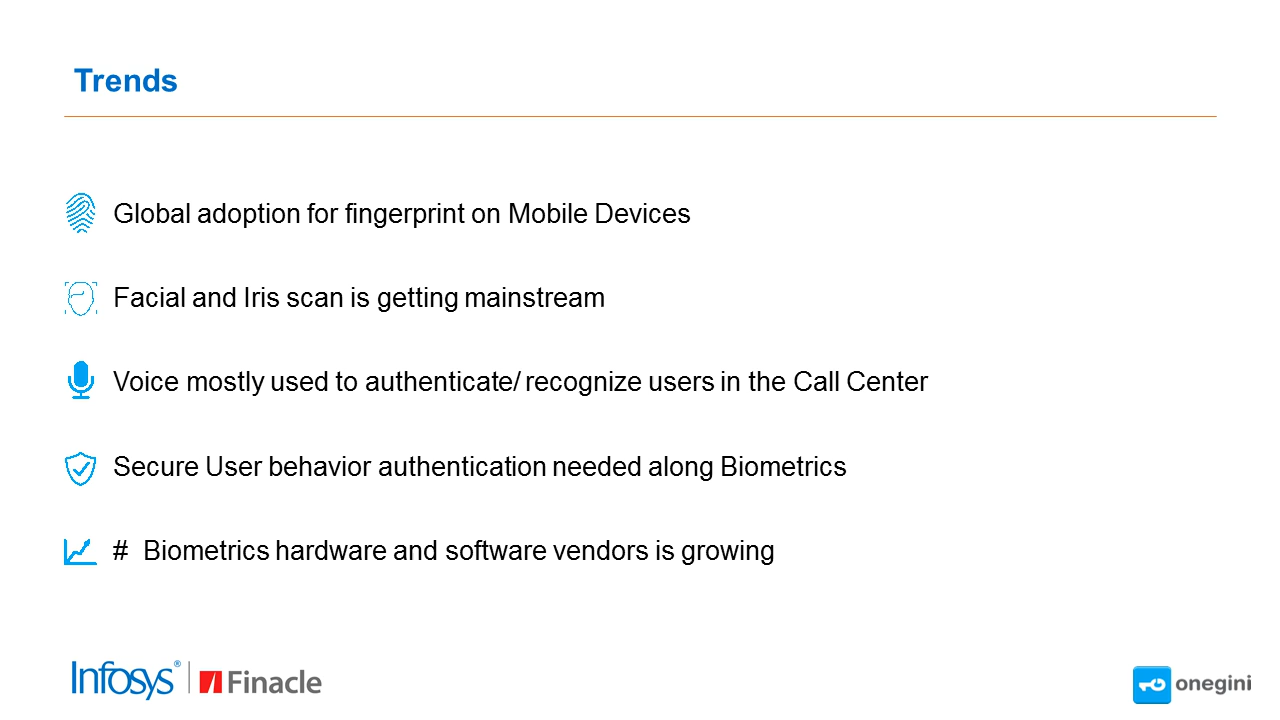 Trends
Global adoption for fingerprint on Mobile Devices
Facial and Iris scan is getting mainstream
Voice mostly used to authenticate/ recognize users in the Call Center
Secure User behavior authentication needed along Biometrics
# Biometrics hardware and software vendors is growing
Infosys® | Finacle
onegini